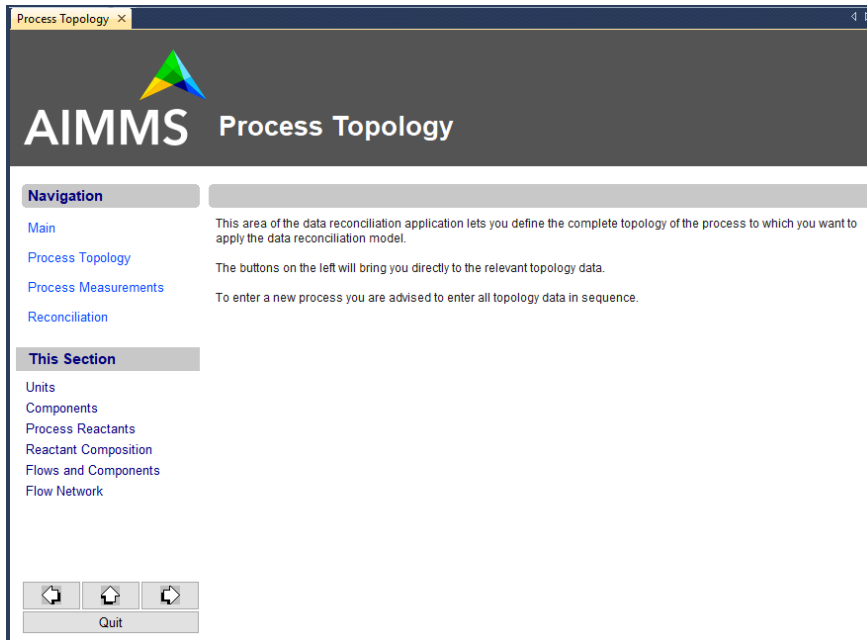 Process Topology
AIMMS
Process Topology
Navigation
Main
Process Topology
Process Measurements
Reconciliation
This Section
Units
Components
Process Reactants
Reactant Composition
Flows and Components
Flow Network
Quit
This area of the data reconciliation application lets you define the complete topology of the process to which you want to
apply the data reconciliation model.
The buttons on the left will bring you directly to the relevant topology data.
To enter a new process you are advised to enter all topology data in sequence.